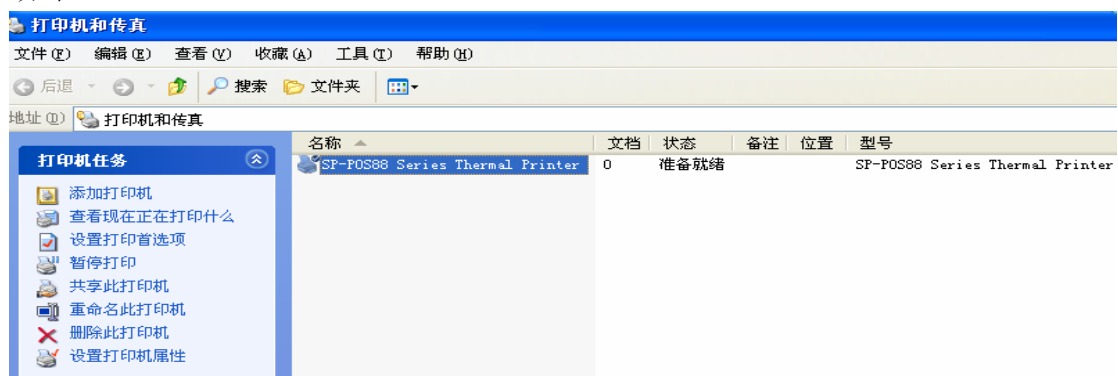 打印机和传真
文件(F) 编辑(E) 查看(V) 收藏(A) 工具(T) 帮助(H)
后退 搜索 文件夹
地址(D) 打印机和传真
名称 文档 状态 备注 位置 型号
打印机任务
SP-POS88 Series Thermal Printer 0 准备就绪 SP-POS88 Series Thermal Printer
添加打印机
查看现在正在打印什么
设置打印首选项
暂停打印
共享此打印机
重命名此打印机
删除此打印机
设置打印机属性